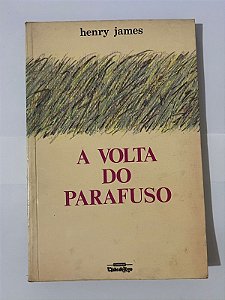 henry james
A VOLTA
DO
PARAFUSO